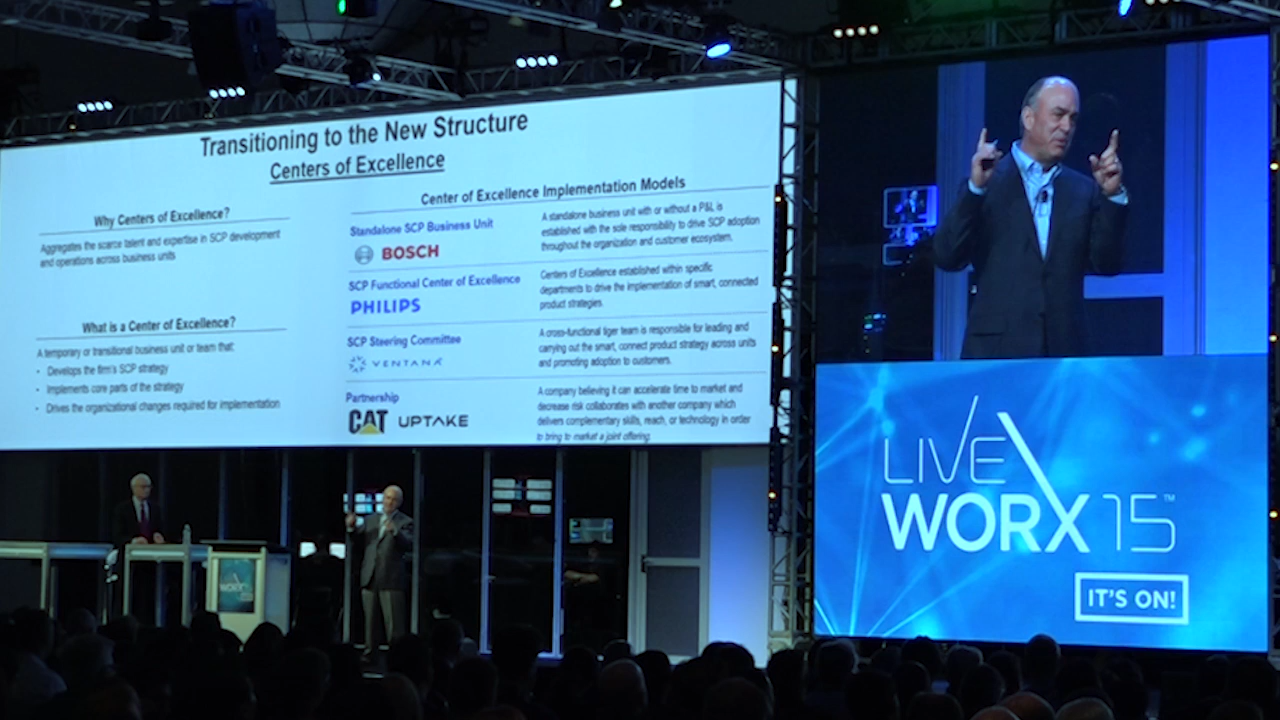 Transitioning to the New Structure
Centers of Excellence
Why Centers of Excellence?
Aggregates the scarce talent and expertise in SCP development
and operations across business units
What is a Center of Excellence?
A temporary or transitional business unit or team that:
• Develops the firm's SCP strategy
• Implements core parts of the strategy
• Drives the organizational changes required for implementation
Center of Excellence Implementation Models
Standalone SCP Business Unit
BOSCH
A standalone business unit with or without a P&L is
established with the sole responsibility to drive SCP adoption
throughout the organization and customer ecosystem.
SCP Functional Center of Excellence
PHILIPS
Centers of Excellence established within specific
departments to drive the implementation of smart, connected
product strategies.
SCP Steering Committee
VENTANA
A cross-functional tiger team is responsible for leading and
carrying out the smart, connect product strategy across units
and promoting adoption to customers.
Partnership
CAT UPTAKE
A company believing it can accelerate time to market and
decrease risk collaborates with another company which
delivers complementary skills, reach, or technology in order
to bring to market a joint offering.
LIVE
WORX 15™
IT'S ON!
WORX